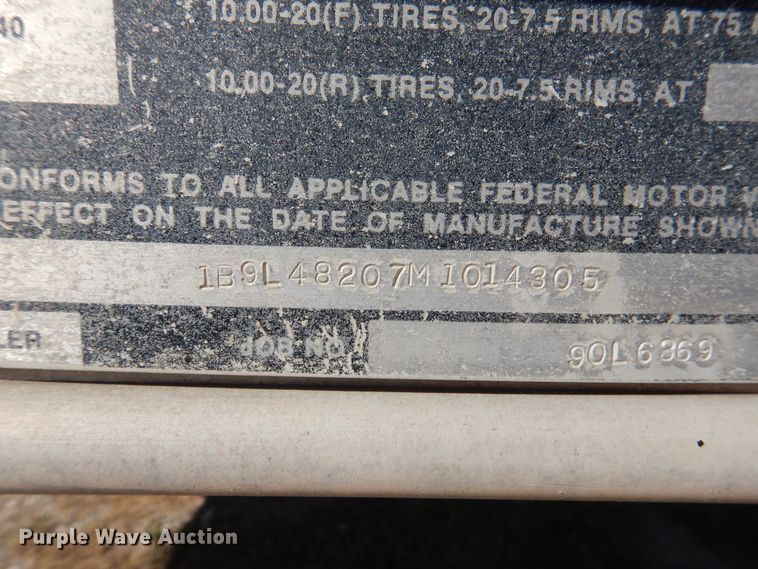 10.00-20(F) TIRES, 20-7.5 RIMS, AT 75
40
10.00-20(R) TIRES, 20-7.5 RIMS, AT
ONFORMS TO ALL APPLICABLE FEDERAL MOTOR V
EFFECT ON THE DATE OF MANUFACTURE SHOWN
1B9L48207M1014305
LER JOB NO. 90L6369
Purple Wave Auction